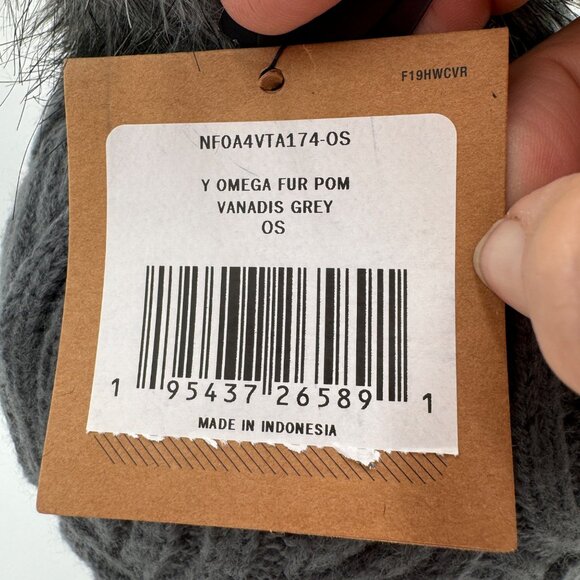 F19HWCVR
NF0A4VTA174-OS
Y OMEGA FUR POM
VANADIS GREY
OS
1 95437 26589 1
MADE IN INDONESIA